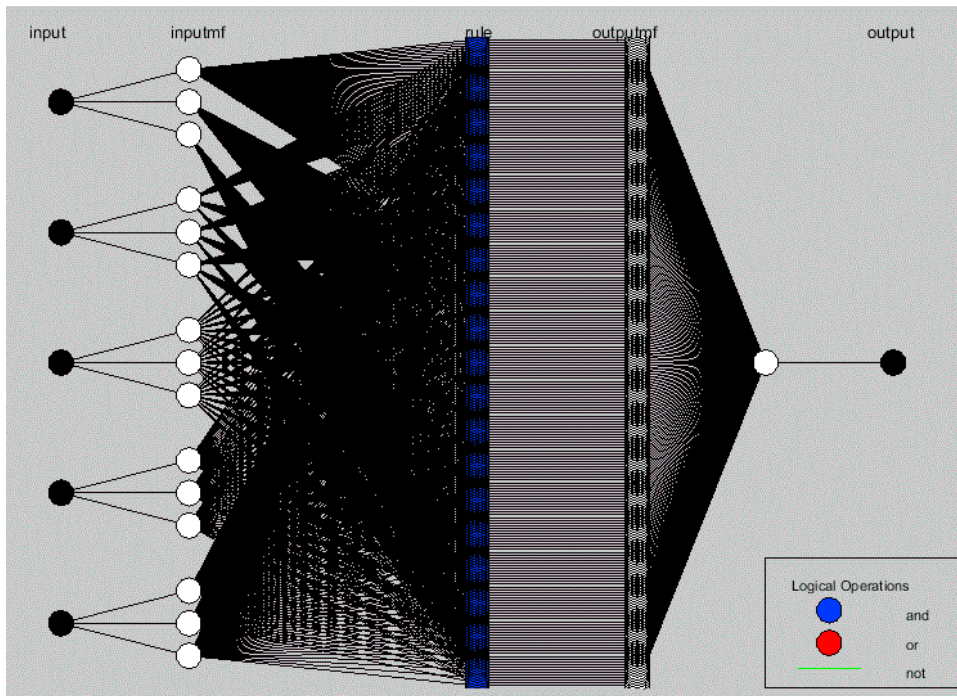 input inputmf rule outputmf output
Logical Operations
and
or
not